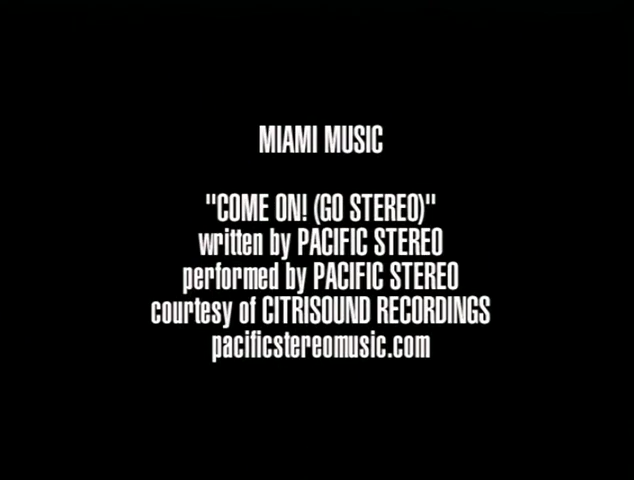 MIAMI MUSIC
"COME ON! (GO STEREO)"
written by PACIFIC STEREO
performed by PACIFIC STEREO
courtesy of CITRISOUND RECORDINGS
pacificstereomusic.com